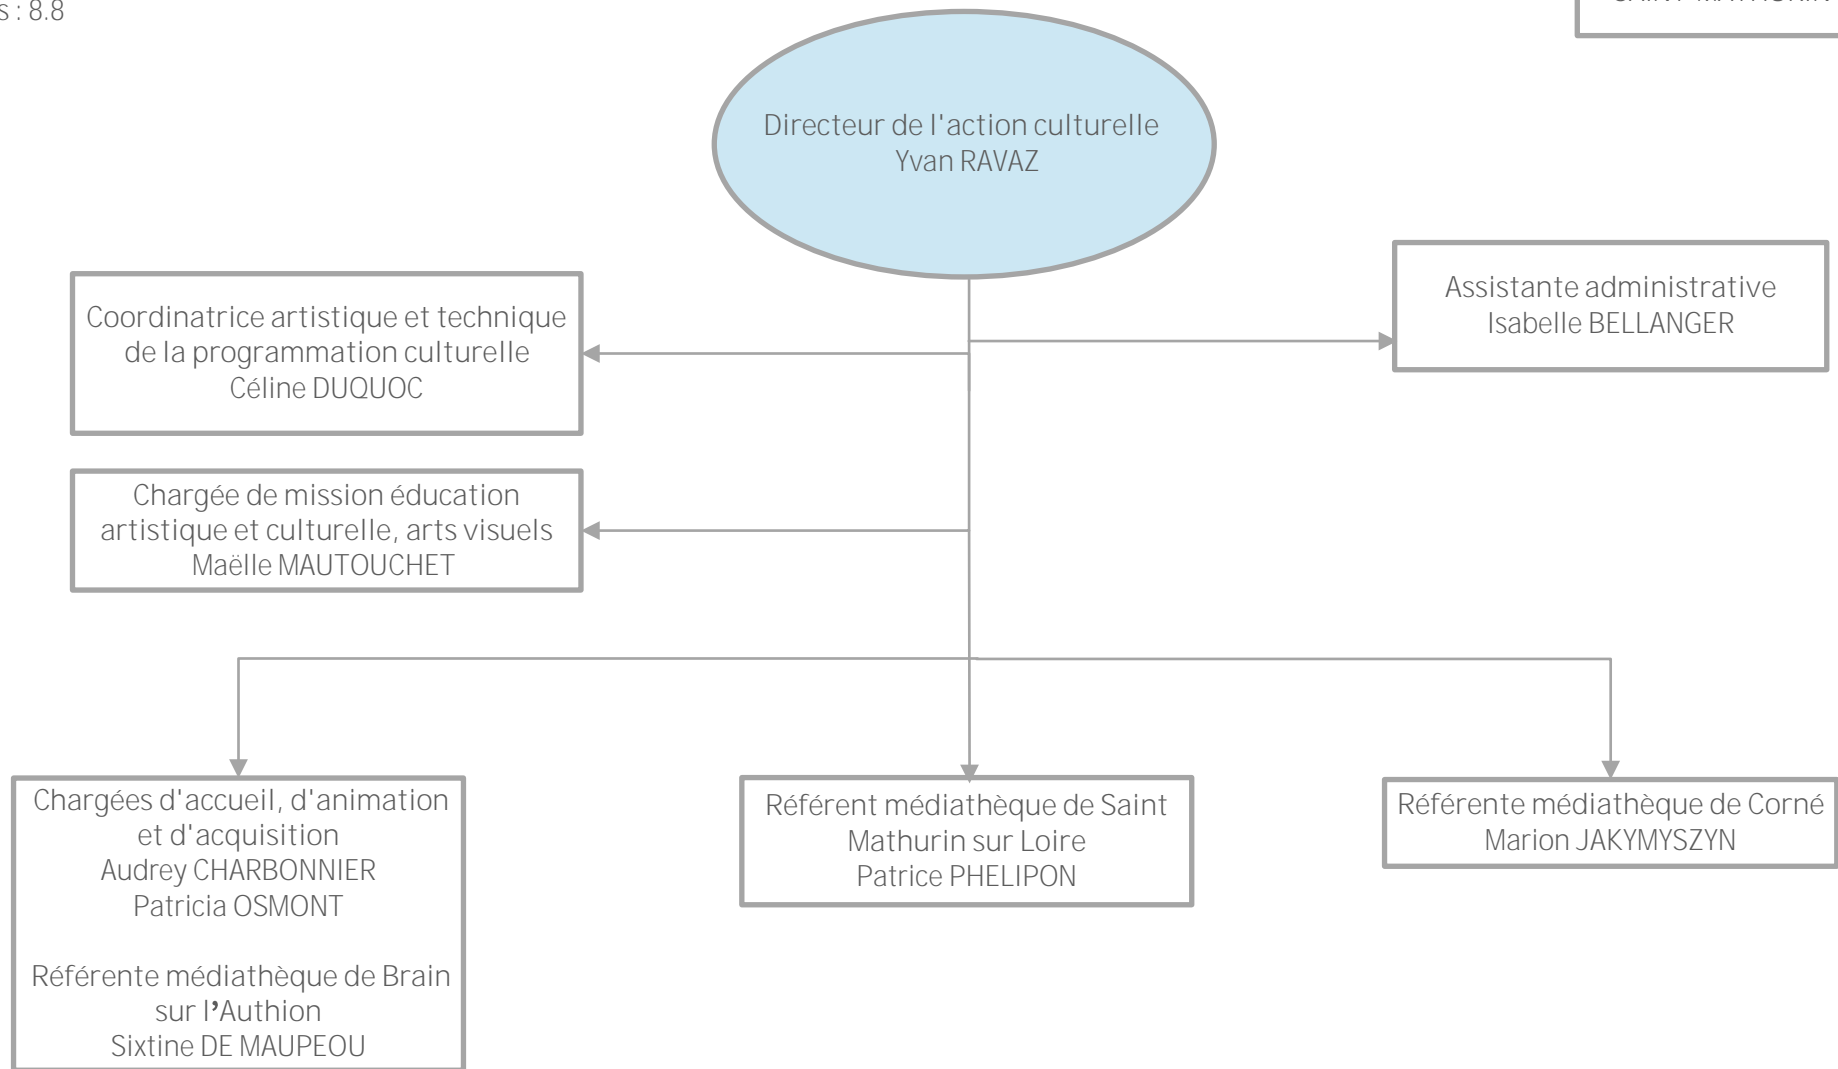 s : 8.8
Directeur de l'action culturelle
Yvan RAVAZ
Assistante administrative
Isabelle BELLANGER
Coordinatrice artistique et technique
de la programmation culturelle
Céline DUQUOC
Chargée de mission éducation
artistique et culturelle, arts visuels
Maëlle MAUTOUCHET
Chargées d'accueil, d'animation
et d'acquisition
Audrey CHARBONNIER
Patricia OSMONT
Référente médiathèque de Brain
sur l’Authion
Sixtine DE MAUPEOU
Référent médiathèque de Saint
Mathurin sur Loire
Patrice PHELIPON
Référente médiathèque de Corné
Marion JAKYMYSZYN